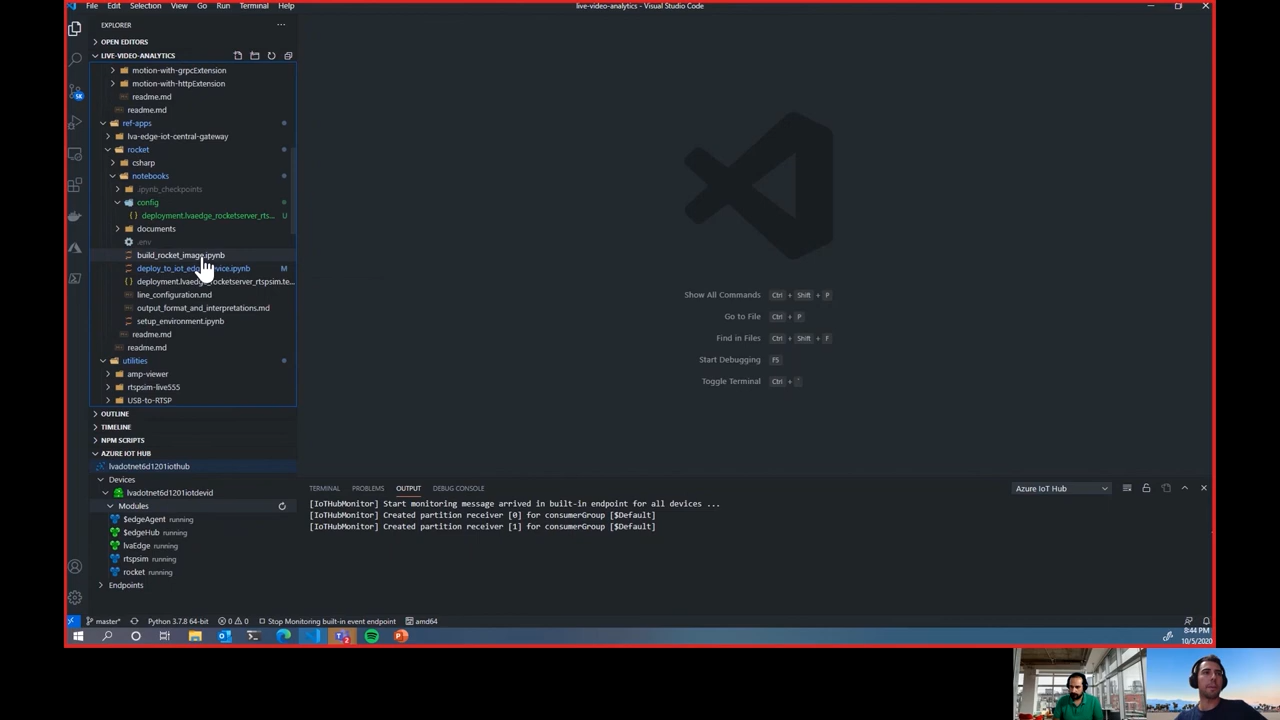 File Edit Selection View Go Run Terminal Help
live-video-analytics - Visual Studio Code
EXPLORER
OPEN EDITORS
LIVE-VIDEO-ANALYTICS
motion-with-grpcExtension
motion-with-httpExtension
readme.md
readme.md
ref-apps
lva-edge-iot-central-gateway
rocket
csharp
notebooks
.ipynb_checkpoints
config
deployment.lvaedge_rocketserver_rts... U
documents
.env
build_rocket_image.ipynb
deploy_to_iot_edge_device.ipynb M
deployment.lvaedge_rocketserver_rtspsim.te...
line_configuration.md
output_format_and_interpretations.md
setup_environment.ipynb
readme.md
readme.md
utilities
amp-viewer
rtspsim-live555
USB-to-RTSP
OUTLINE
TIMELINE
NPM SCRIPTS
AZURE IOT HUB
lvadotnet6d1201iothub
Devices
lvadotnet6d1201iotdevid
Modules
$edgeAgent running
$edgeHub running
lvaEdge running
rtspsim running
rocket running
Endpoints
Show All Commands Ctrl + Shift + P
Go to File Ctrl + P
Find in Files Ctrl + Shift + F
Start Debugging F5
Toggle Terminal Ctrl + `
TERMINAL PROBLEMS OUTPUT DEBUG CONSOLE
Azure IoT Hub
[IoTHubMonitor] Start monitoring message arrived in built-in endpoint for all devices ...
[IoTHubMonitor] Created partition receiver [0] for consumerGroup [$Default]
[IoTHubMonitor] Created partition receiver [1] for consumerGroup [$Default]
master* Python 3.7.8 64-bit 0 0 Stop Monitoring built-in event endpoint amd64
8:44 PM
10/5/2020